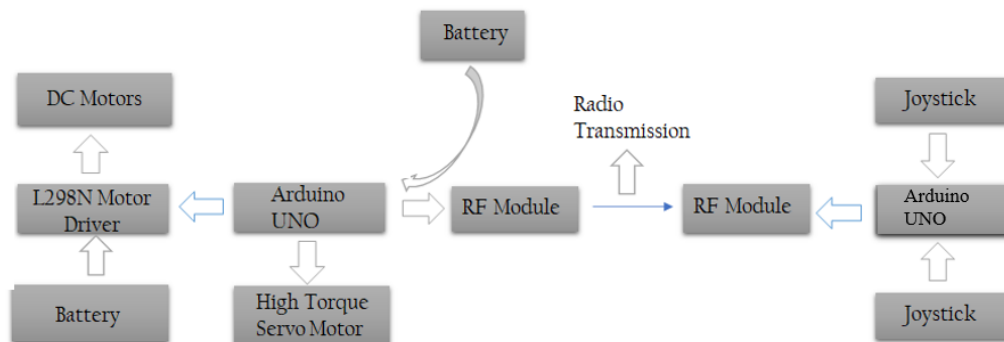 Battery
DC Motors
Radio
Transmission
Joystick
L298N Motor
Driver
Arduino
UNO
RF Module
RF Module
Arduino
UNO
Battery
High Torque
Servo Motor
Joystick